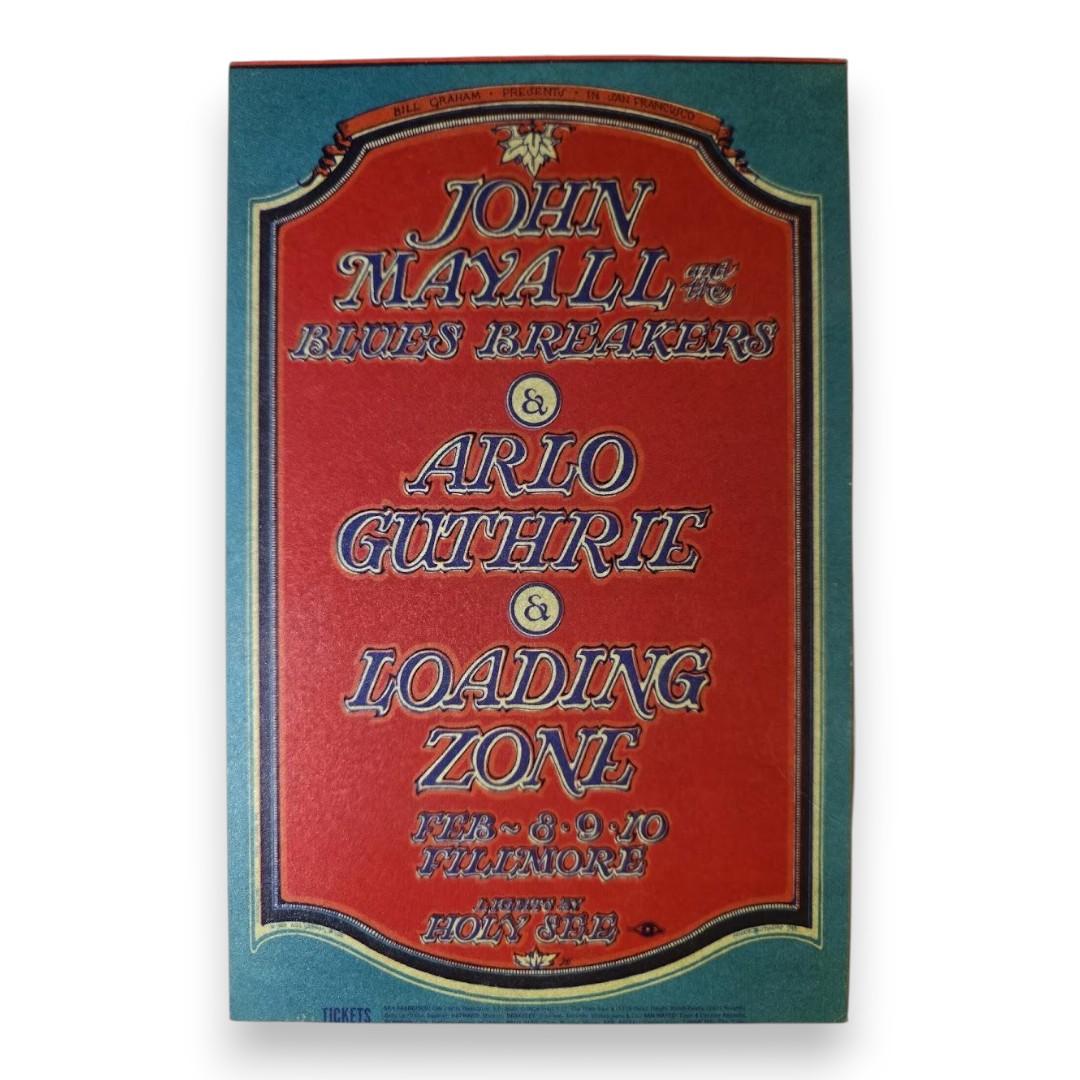 BILL GRAHAM · PRESENTS · IN SAN FRANCISCO
JOHN
MAYALL and the
BLUES BREAKERS
&
ARLO
GUTHRIE
&
LOADING
ZONE
FEB ~ 8 · 9 · 10
FILLMORE
LIGHTS BY
HOLY SEE
TICKETS